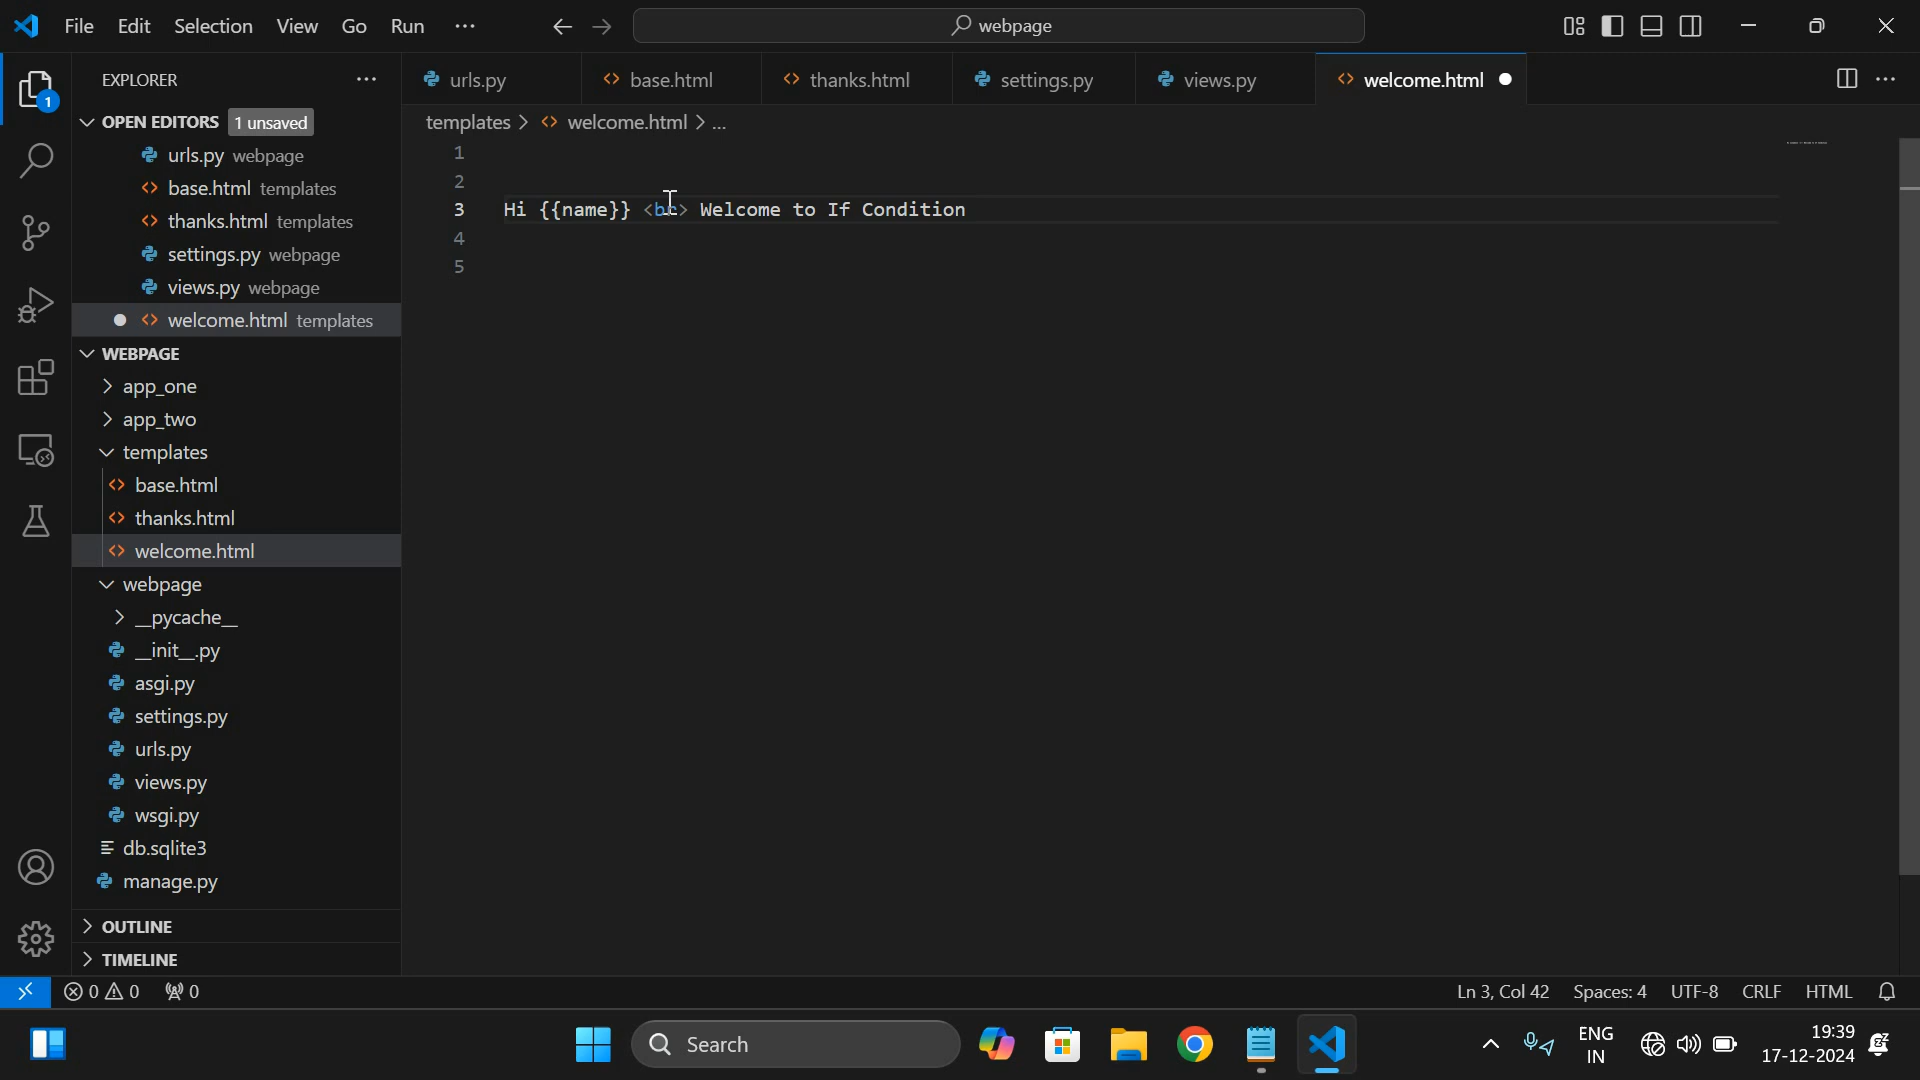 File Edit Selection View Go Run ··· webpage
EXPLORER ···
urls.py base.html thanks.html settings.py views.py welcome.html
OPEN EDITORS 1 unsaved
templates > welcome.html > ...
urls.py webpage
base.html templates
thanks.html templates
settings.py webpage
views.py webpage
welcome.html templates
WEBPAGE
app_one
app_two
templates
base.html
thanks.html
welcome.html
webpage
__pycache__
__init__.py
asgi.py
settings.py
urls.py
views.py
wsgi.py
db.sqlite3
manage.py
OUTLINE
TIMELINE
1
2
3 Hi {{name}} <br> Welcome to If Condition
4
5
1
0 0 0 Ln 3, Col 42 Spaces: 4 UTF-8 CRLF HTML
Search
ENG
IN
19:39
17-12-2024